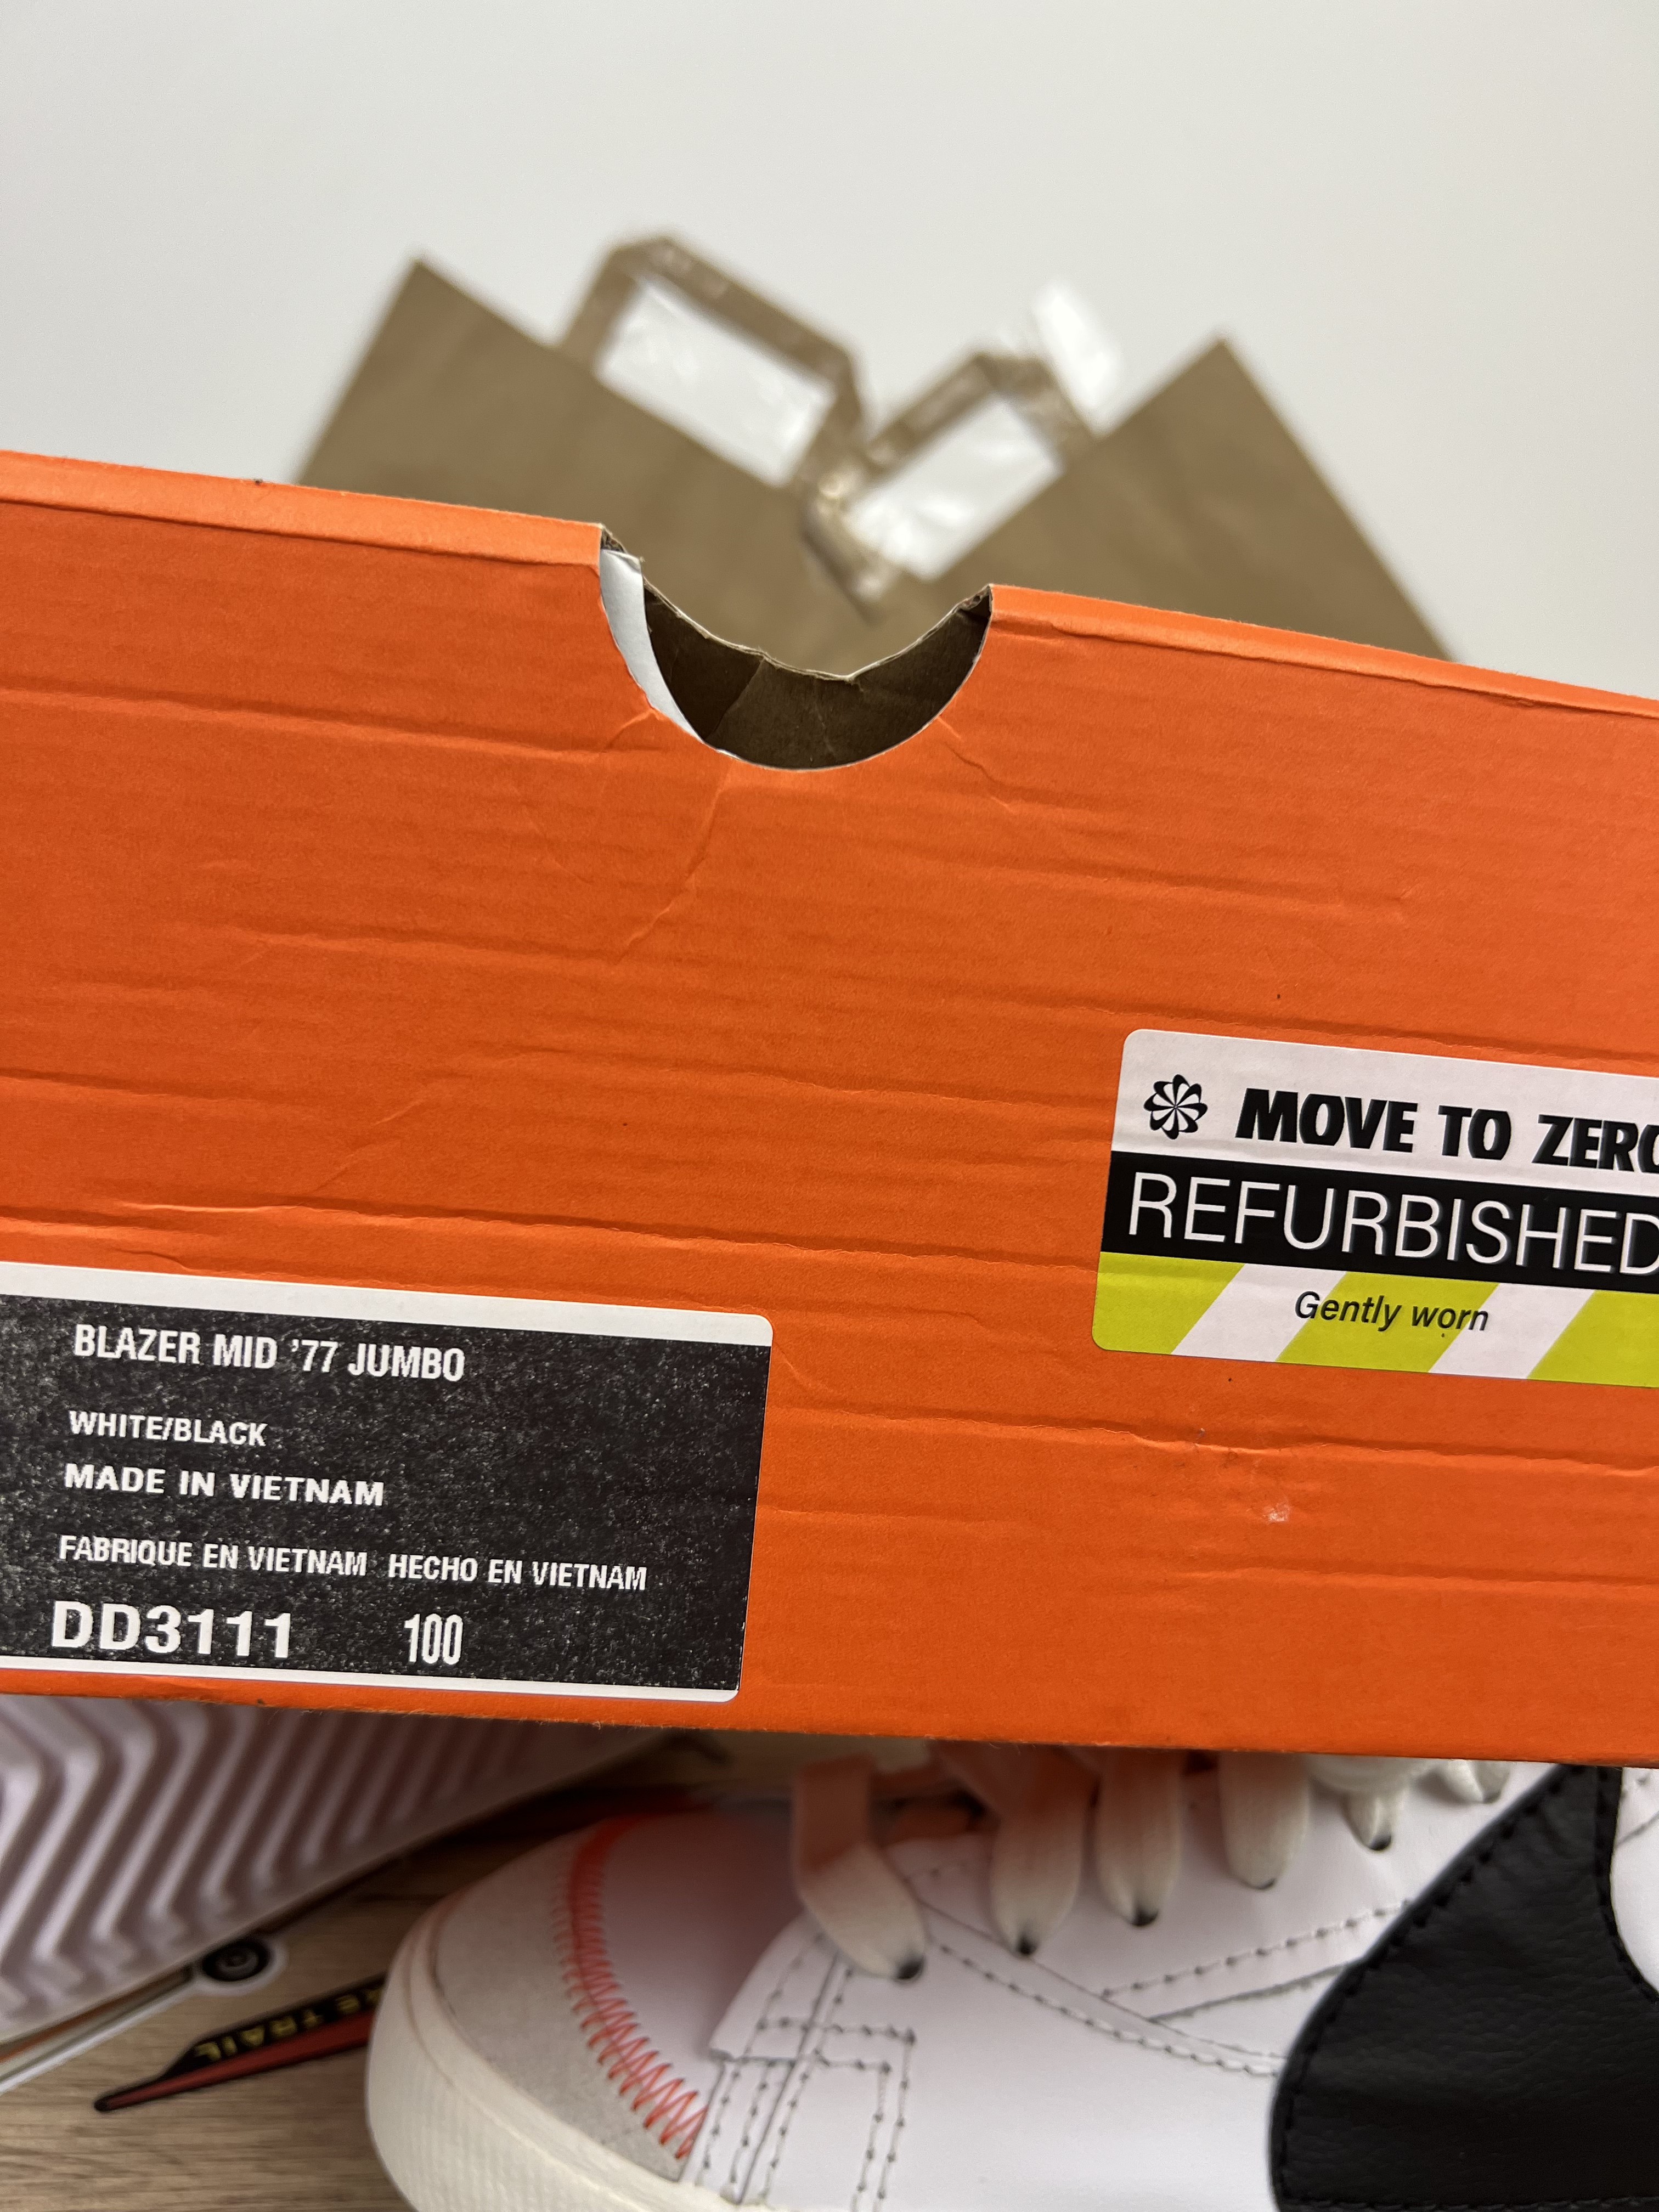 MOVE TO ZERO
REFURBISHED
Gently worn
BLAZER MID '77 JUMBO
WHITE/BLACK
MADE IN VIETNAM
FABRIQUE EN VIETNAM HECHO EN VIETNAM
DD3111 100
TRAIL